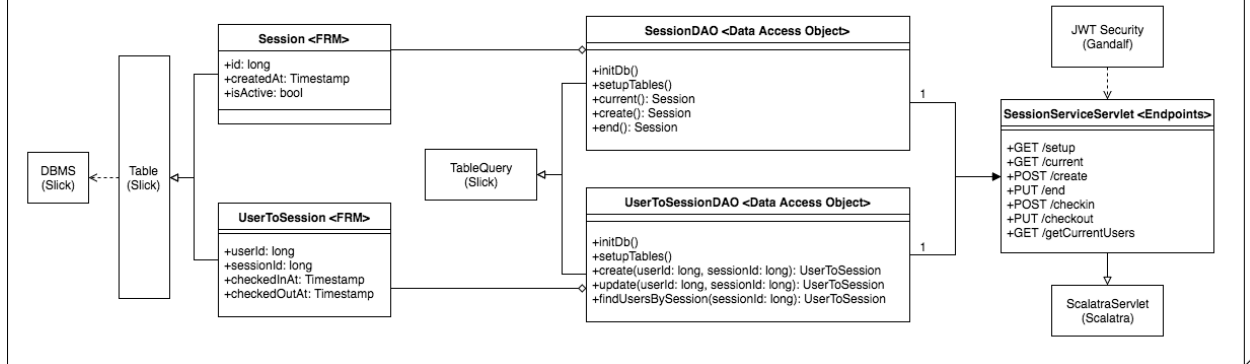 Session <FRM>
+id: long
+createdAt: Timestamp
+isActive: bool
DBMS
(Slick)
Table
(Slick)
UserToSession <FRM>
+userId: long
+sessionId: long
+checkedInAt: Timestamp
+checkedOutAt: Timestamp
SessionDAO <Data Access Object>
+initDb()
+setupTables()
+current(): Session
+create(): Session
+end(): Session
TableQuery
(Slick)
UserToSessionDAO <Data Access Object>
+initDb()
+setupTables()
+create(userId: long, sessionId: long): UserToSession
+update(userId: long, sessionId: long): UserToSession
+findUsersBySession(sessionId: long): UserToSession
1
1
JWT Security
(Gandalf)
SessionServiceServlet <Endpoints>
+GET /setup
+GET /current
+POST /create
+PUT /end
+POST /checkin
+PUT /checkout
+GET /getCurrentUsers
ScalatraServlet
(Scalatra)